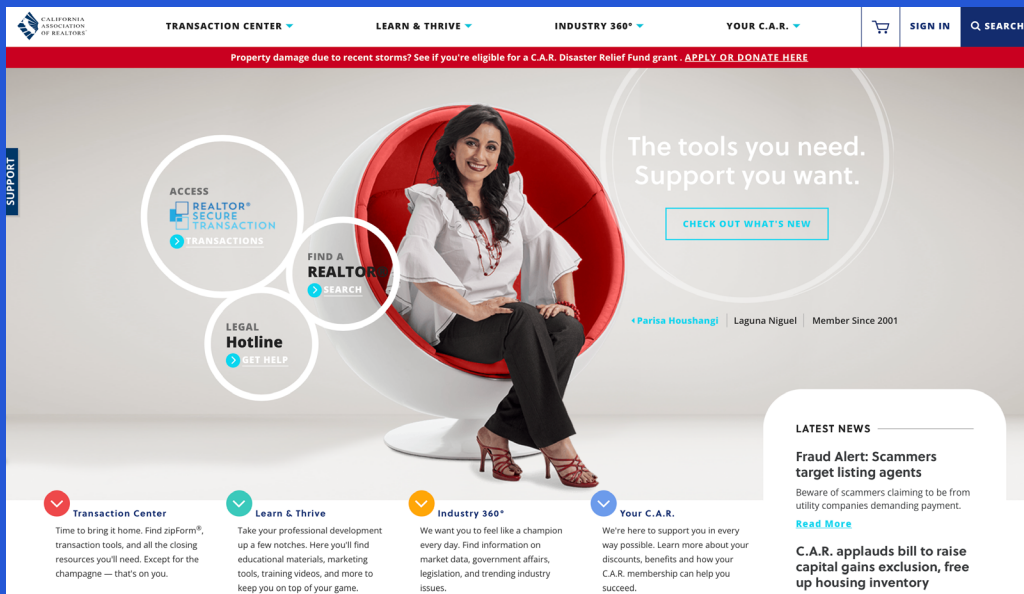 CALIFORNIA
ASSOCIATION
OF REALTORS®
TRANSACTION CENTER
LEARN & THRIVE
INDUSTRY 360°
YOUR C.A.R.
SIGN IN
SEARCH
Property damage due to recent storms? See if you're eligible for a C.A.R. Disaster Relief Fund grant . APPLY OR DONATE HERE
SUPPORT
ACCESS
REALTOR®
SECURE
TRANSACTION
TRANSACTIONS
FIND A
REALTOR®
SEARCH
LEGAL
Hotline
GET HELP
The tools you need.
Support you want.
CHECK OUT WHAT'S NEW
Parisa Houshangi
Laguna Niguel
Member Since 2001
LATEST NEWS
Fraud Alert: Scammers
target listing agents
Beware of scammers claiming to be from
utility companies demanding payment.
Read More
C.A.R. applauds bill to raise
capital gains exclusion, free
up housing inventory
Transaction Center
Time to bring it home. Find zipForm®,
transaction tools, and all the closing
resources you'll need. Except for the
champagne — that's on you.
Learn & Thrive
Take your professional development
up a few notches. Here you'll find
educational materials, marketing
tools, training videos, and more to
keep you on top of your game.
Industry 360°
We want you to feel like a champion
every day. Find information on
market data, government affairs,
legislation, and trending industry
issues.
Your C.A.R.
We're here to support you in every
way possible. Learn more about your
discounts, benefits and how your
C.A.R. membership can help you
succeed.